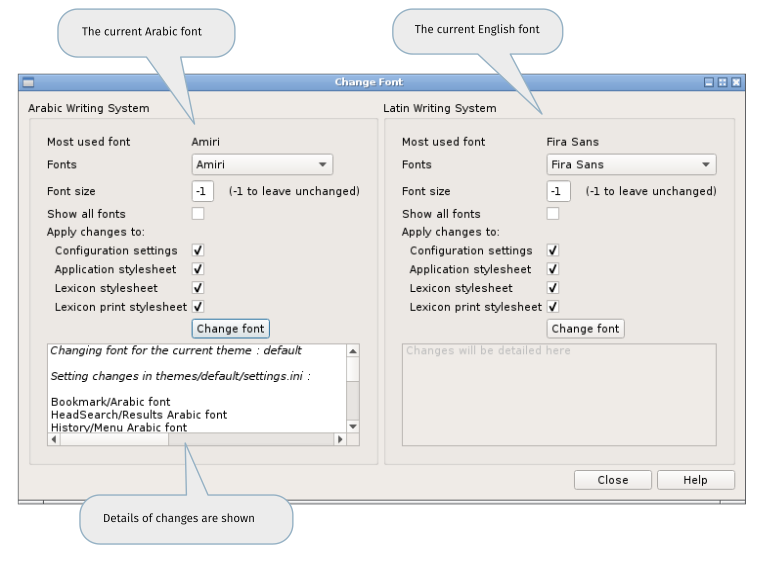 The current Arabic font
The current English font
Change Font
Arabic Writing System
Most used font Amiri
Fonts Amiri
Font size -1 (-1 to leave unchanged)
Show all fonts
Apply changes to:
Configuration settings
Application stylesheet
Lexicon stylesheet
Lexicon print stylesheet
Change font
Changing font for the current theme : default
Setting changes in themes/default/settings.ini :
Bookmark/Arabic font
HeadSearch/Results Arabic font
History/Menu Arabic font
Latin Writing System
Most used font Fira Sans
Fonts Fira Sans
Font size -1 (-1 to leave unchanged)
Show all fonts
Apply changes to:
Configuration settings
Application stylesheet
Lexicon stylesheet
Lexicon print stylesheet
Change font
Changes will be detailed here
Close Help
Details of changes are shown